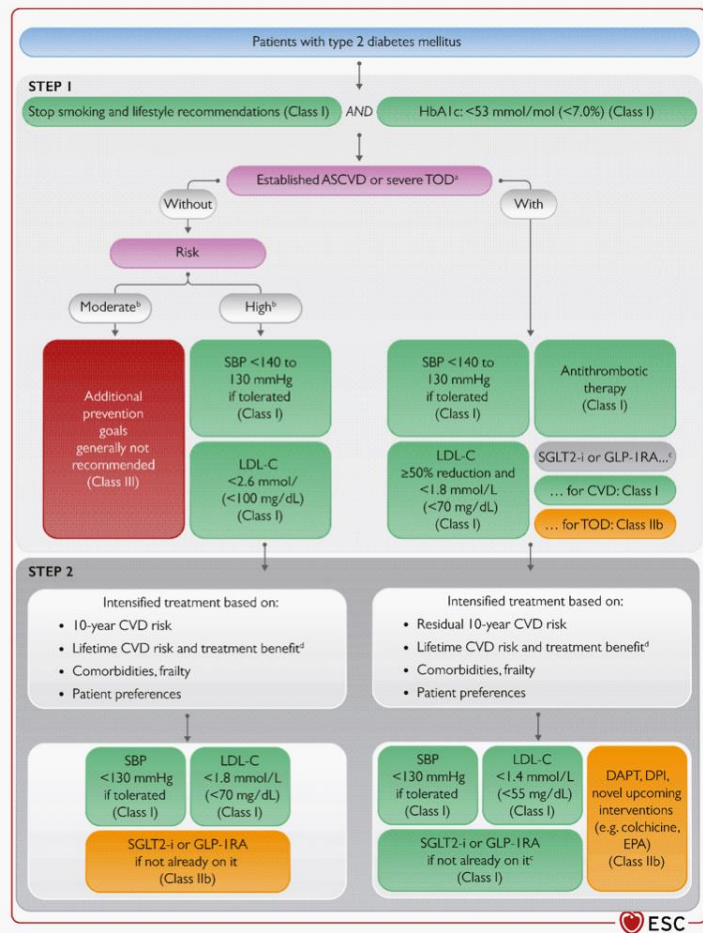 Patients with type 2 diabetes mellitus
STEP 1
Stop smoking and lifestyle recommendations (Class I)
AND
HbA1c: <53 mmol/mol (<7.0%) (Class I)
Established ASCVD or severe TODᵃ
Without
With
Risk
Moderateᵇ
Highᵇ
Additional
prevention
goals
generally not
recommended
(Class III)
SBP <140 to
130 mmHg
if tolerated
(Class I)
LDL-C
<2.6 mmol/
(<100 mg/dL)
(Class I)
SBP <140 to
130 mmHg
if tolerated
(Class I)
Antithrombotic
therapy
(Class I)
LDL-C
≥50% reduction and
<1.8 mmol/L
(<70 mg/dL)
(Class I)
SGLT2-i or GLP-1RA...ᶜ
... for CVD: Class I
... for TOD: Class IIb
STEP 2
Intensified treatment based on:
• 10-year CVD risk
• Lifetime CVD risk and treatment benefitᵈ
• Comorbidities, frailty
• Patient preferences
Intensified treatment based on:
• Residual 10-year CVD risk
• Lifetime CVD risk and treatment benefitᵈ
• Comorbidities, frailty
• Patient preferences
SBP
<130 mmHg
if tolerated
(Class I)
LDL-C
<1.8 mmol/L
(<70 mg/dL)
(Class I)
SGLT2-i or GLP-1RA
if not already on it
(Class IIb)
SBP
<130 mmHg
if tolerated
(Class I)
LDL-C
<1.4 mmol/L
(<55 mg/dL)
(Class I)
SGLT2-i or GLP-1RA
if not already on itᶜ
(Class I)
DAPT, DPI,
novel upcoming
interventions
(e.g. colchicine,
EPA)
(Class IIb)
ESC